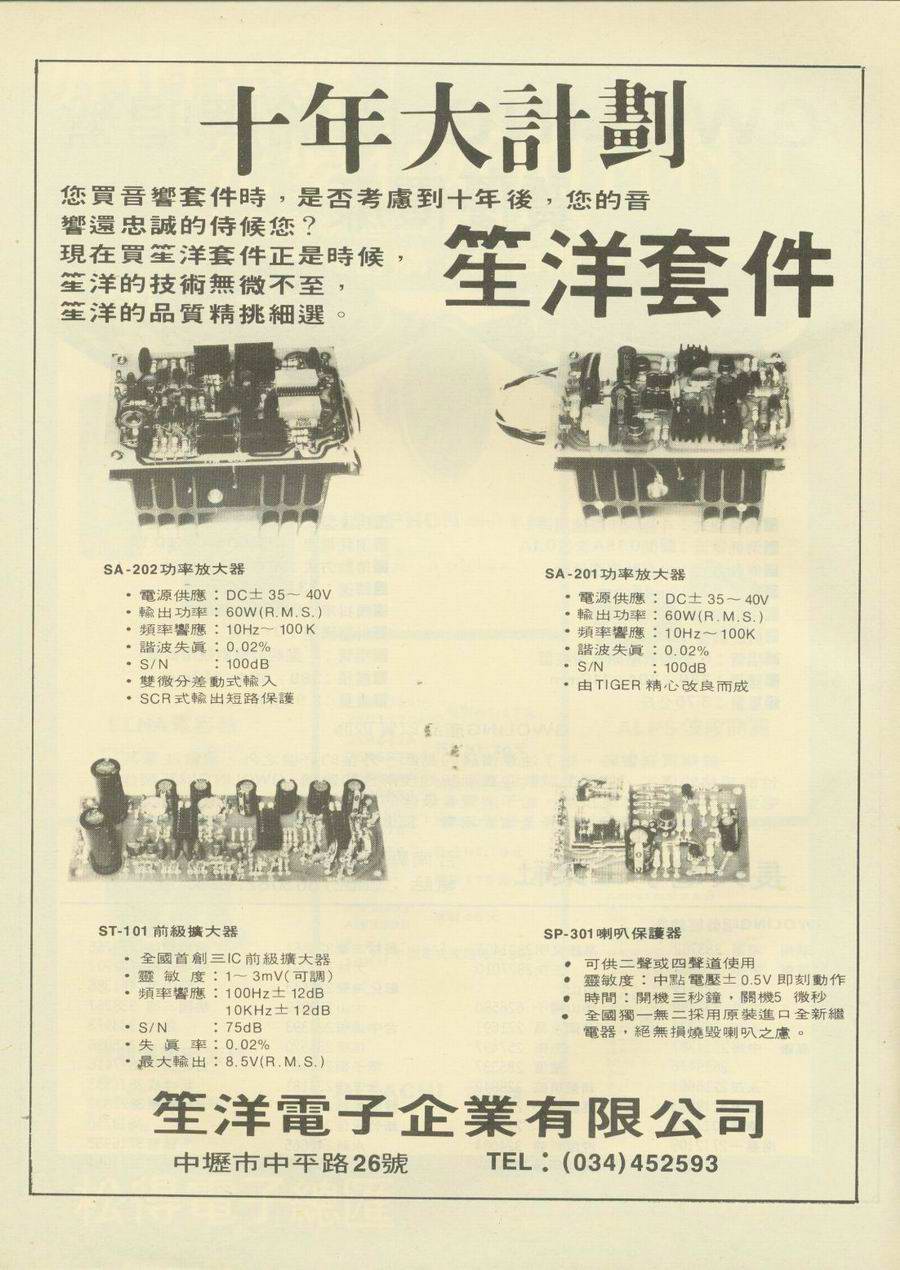 十年大計劃
您買音響套件時，是否考慮到十年後，您的音
響還忠誠的侍候您？
現在買笙洋套件正是時候，
笙洋的技術無微不至，
笙洋的品質精挑細選。
笙洋套件
SA-202功率放大器
• 電源供應：DC±35～40V
• 輸出功率：60W(R.M.S.)
• 頻率響應：10Hz～100K
• 諧波失眞：0.02%
• S/N ：100dB
• 雙微分差動式輸入
• SCR式輸出短路保護
SA-201功率放大器
• 電源供應：DC±35～40V
• 輸出功率：60W(R.M.S.)
• 頻率響應：10Hz～100K
• 諧波失眞：0.02%
• S/N ：100dB
• 由TIGER精心改良而成
ST-101前級擴大器
• 全國首創三IC前級擴大器
• 靈敏度：1～3mV(可調)
• 頻率響應：100Hz±12dB
10KHz±12dB
• S/N ：75dB
• 失眞率：0.02%
• 最大輸出：8.5V(R.M.S.)
SP-301喇叭保護器
• 可供二聲或四聲道使用
• 靈敏度：中點電壓±0.5V即刻動作
• 時間：開機三秒鐘，關機5 微秒
• 全國獨一無二採用原裝進口全新繼
電器，絕無損燒毀喇叭之慮。
笙洋電子企業有限公司
中壢市中平路26號 TEL：(034)452593